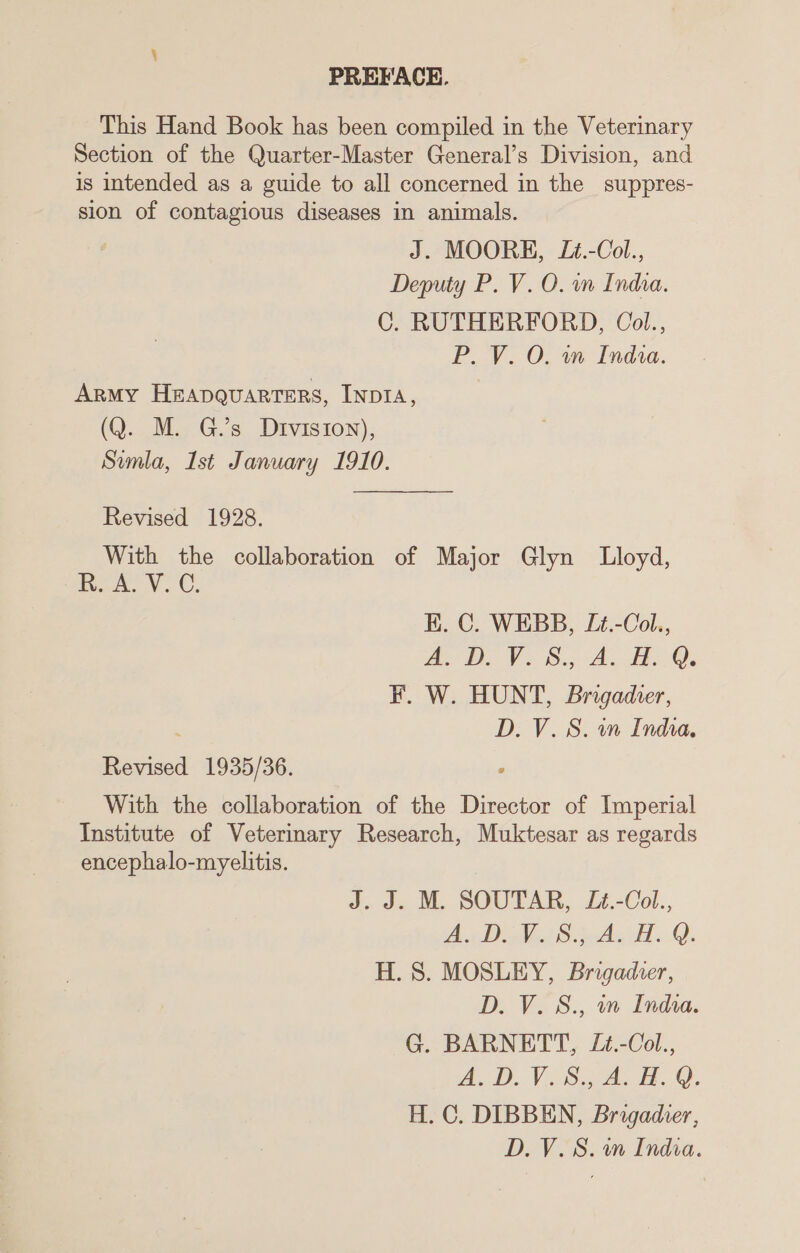 PREFACE.
This Hand Book has been compiled in the Veterinary
Section of the Quarter-Master General's Division, and
is intended as a guide to all concerned in the suppres-
sion of contagious diseases in animals.
J. MOORE, Lt.-Col.,
Deputy P. V. O. in India.
C. RUTHERFORD, Col.,
P. V. O. in India.
ARMY HEADQUARTERS, INDIA,
(Q. M. G.'s DIVISION),
Simla, 1st January 1910.
Revised 1928.
With the collaboration of Major Glyn Lloyd,
R. A. V. C.
E. C. WEBB, Lt.-Col.,
A. D. V. S., A. H. Q.
F. W. HUNT, Brigadier,
D. V. S. in India.
Revised 1935/36.
With the collaboration of the Director of Imperial
Institute of Veterinary Research, Muktesar as regards
encephalo-myelitis.
J. J. M. SOUTAR, Lt.-Col.,
A. D. V. S., A. H. Q.
H. S. MOSLEY, Brigadier,
D. V. S., in India.
G. BARNETT, Lt.-Col.,
A. D. V. S., A. H. Q.
H. C. DIBBEN, Brigadier,
D. V. S. in India.